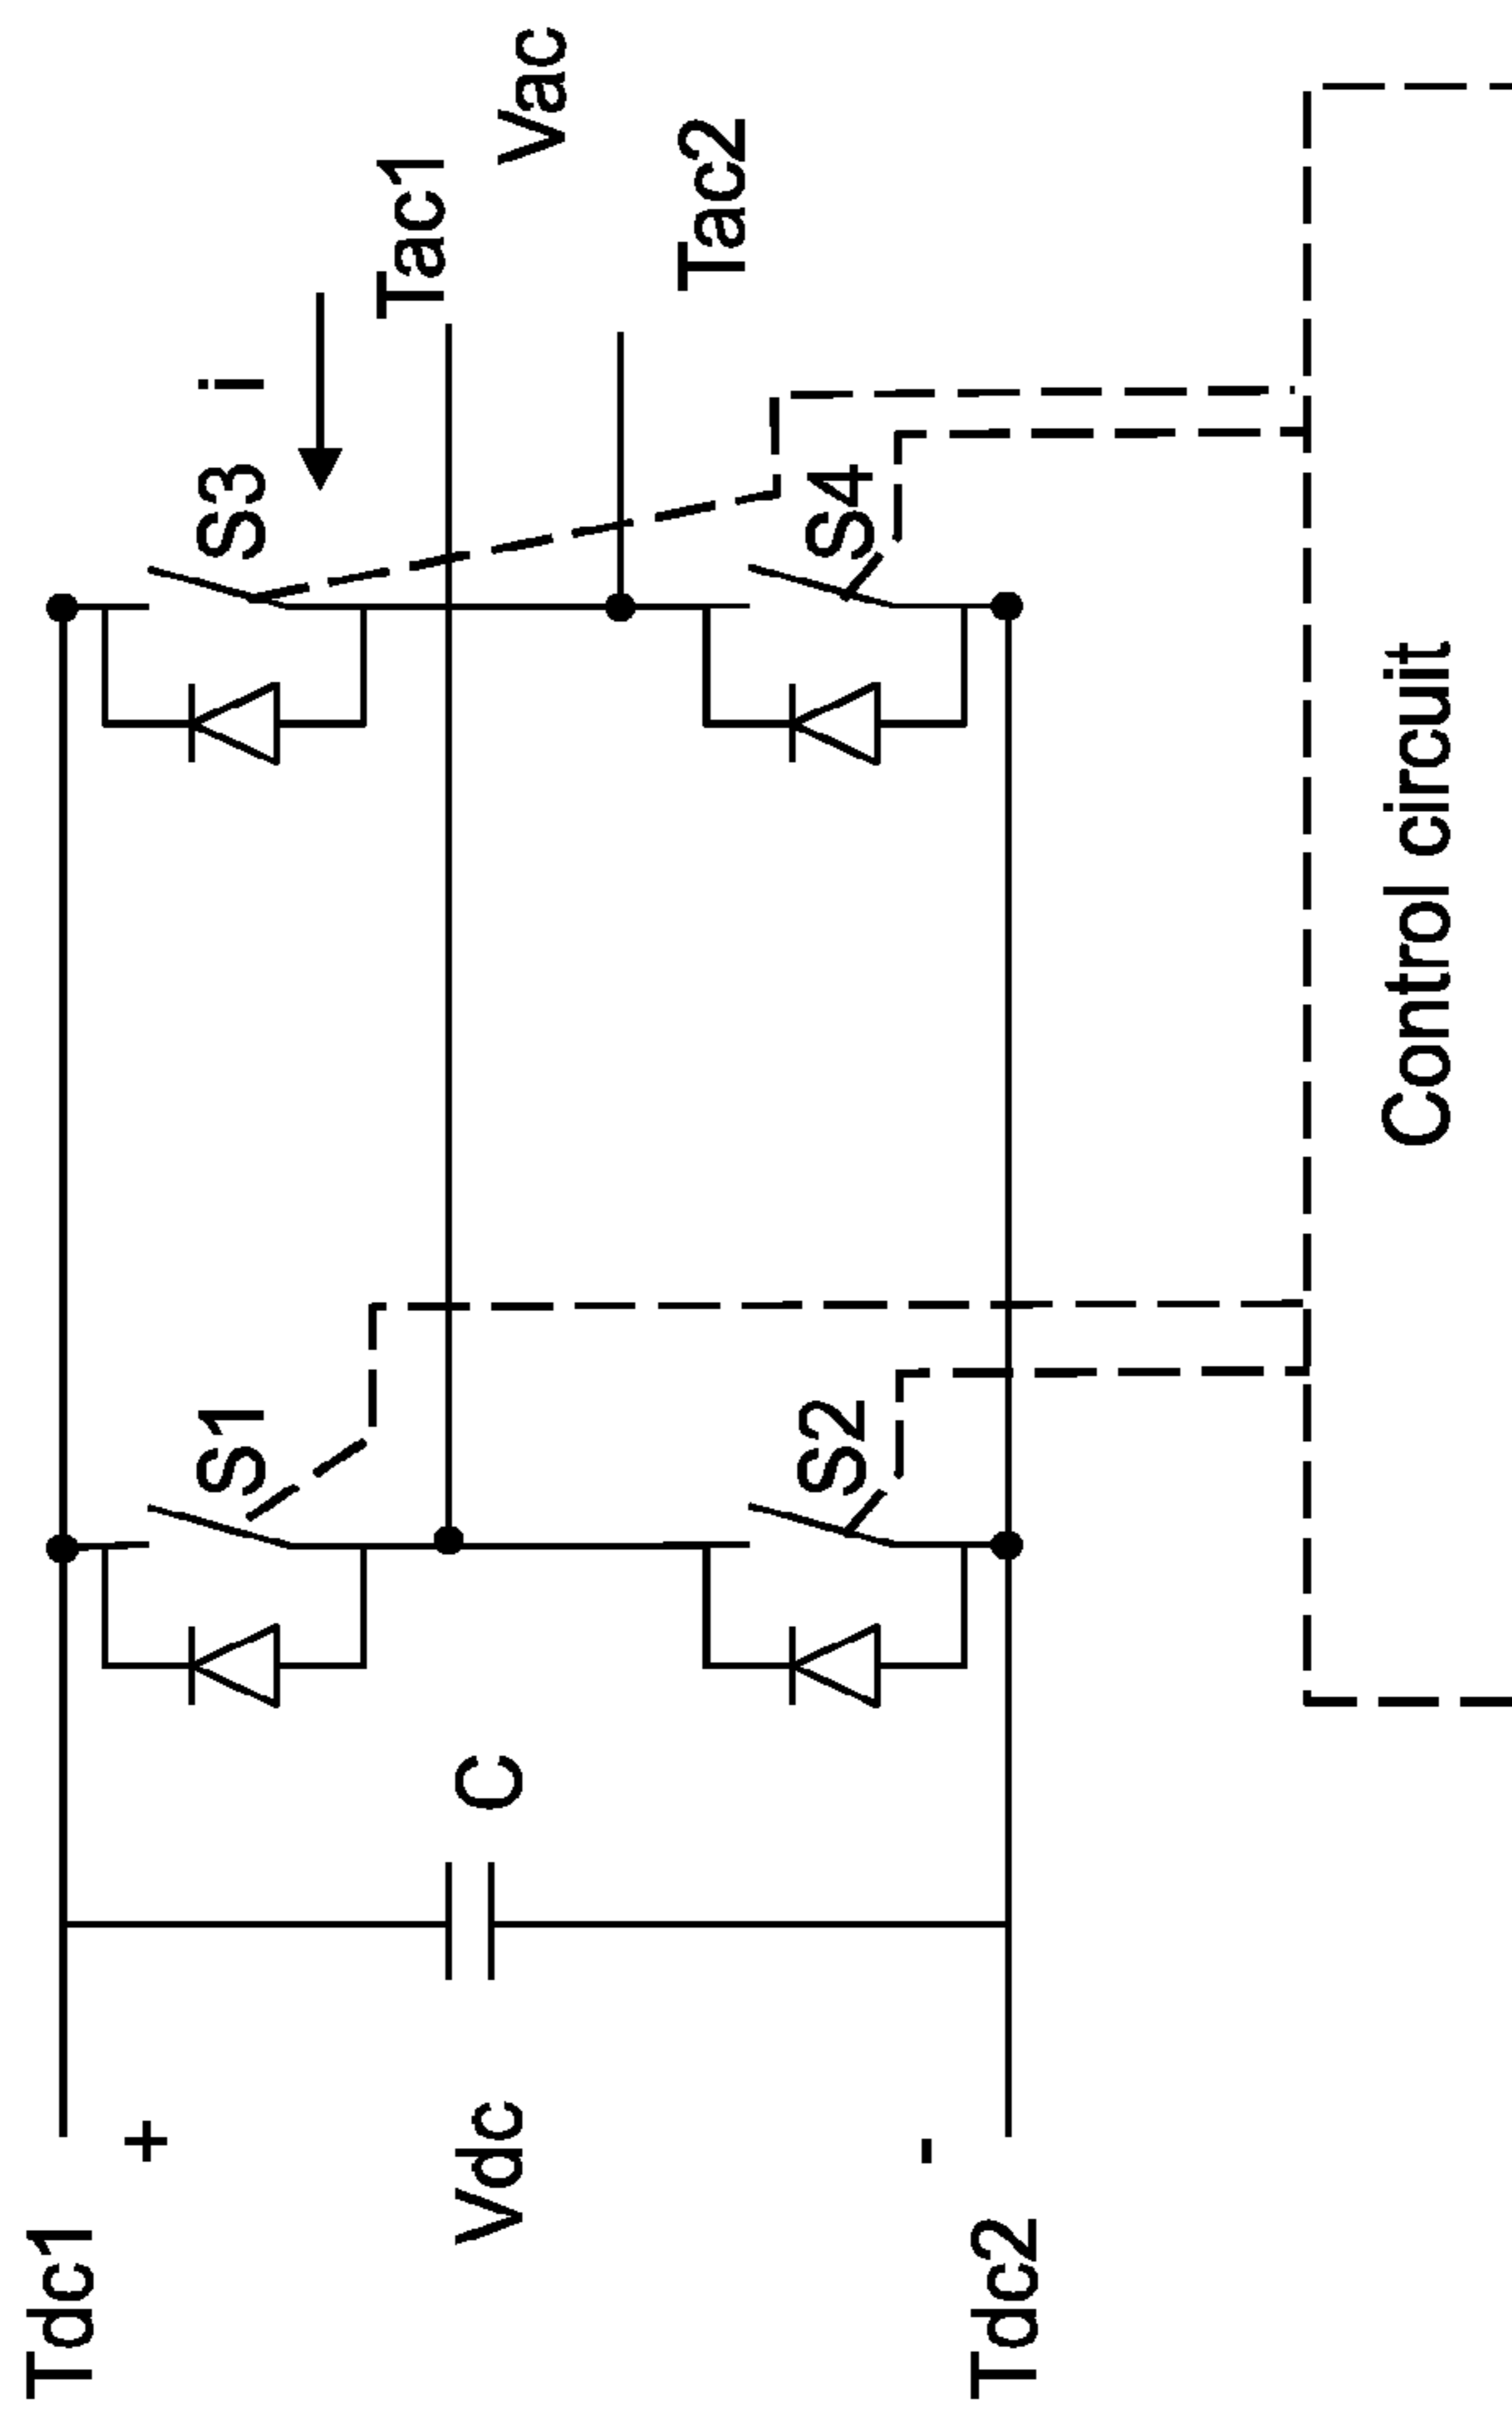 Tdc1
+
Vdc
-
Tdc2
C
S1
S2
S3
S4
i
Tac1
Vac
Tac2
Control circuit